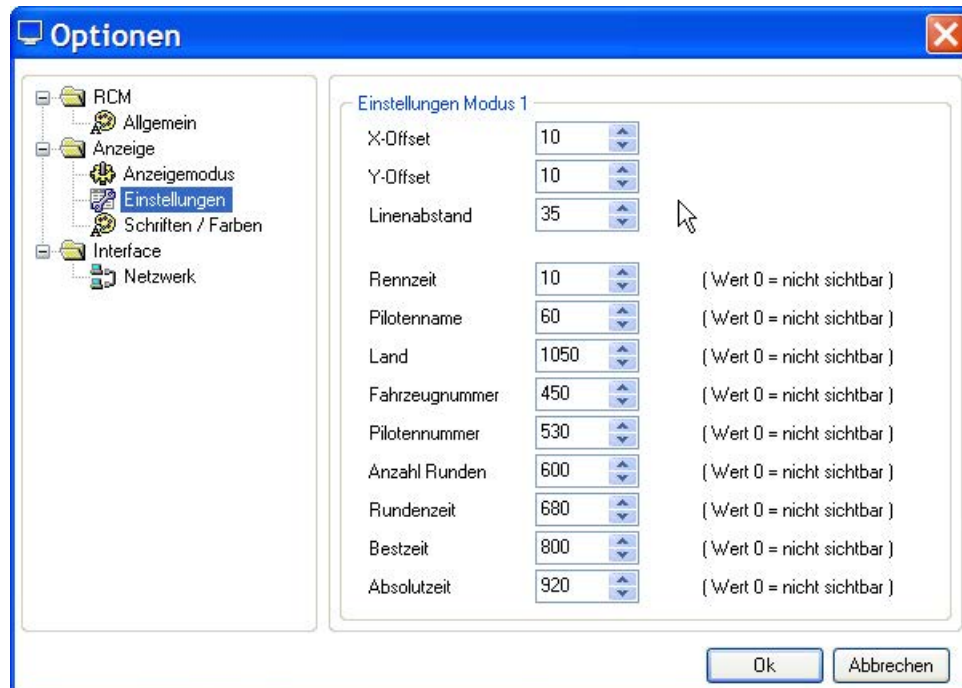 Optionen
RCM
Allgemein
Anzeige
Anzeigemodus
Einstellungen
Schriften / Farben
Interface
Netzwerk
Einstellungen Modus 1
X-Offset 10
Y-Offset 10
Linenabstand 35
Rennzeit 10 ( Wert 0 = nicht sichtbar )
Pilotenname 60 ( Wert 0 = nicht sichtbar )
Land 1050 ( Wert 0 = nicht sichtbar )
Fahrzeugnummer 450 ( Wert 0 = nicht sichtbar )
Pilotennummer 530 ( Wert 0 = nicht sichtbar )
Anzahl Runden 600 ( Wert 0 = nicht sichtbar )
Rundenzeit 680 ( Wert 0 = nicht sichtbar )
Bestzeit 800 ( Wert 0 = nicht sichtbar )
Absolutzeit 920 ( Wert 0 = nicht sichtbar )
Ok Abbrechen